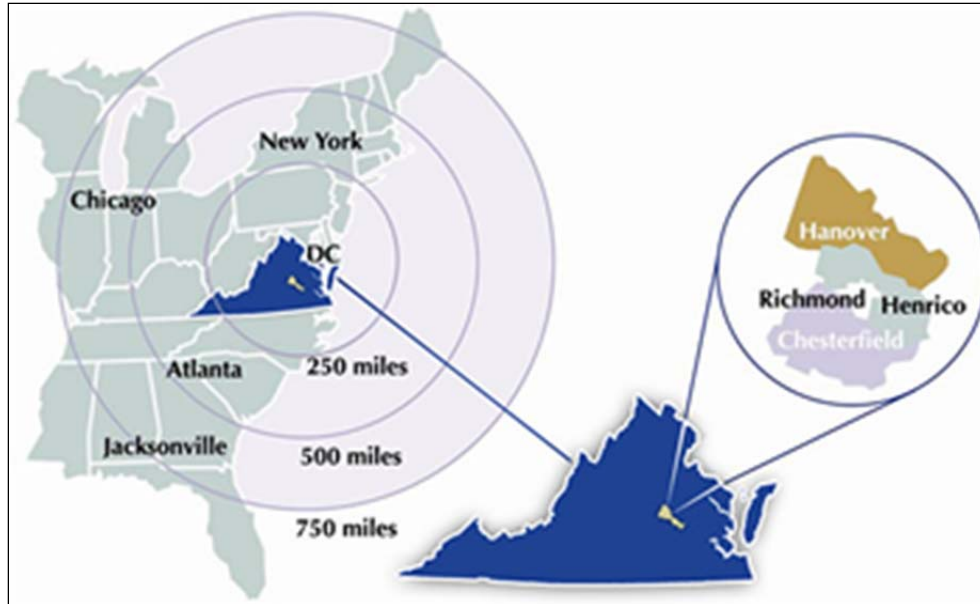 New York
Chicago
DC
Atlanta
250 miles
Jacksonville
500 miles
750 miles
Hanover
Richmond
Henrico
Chesterfield